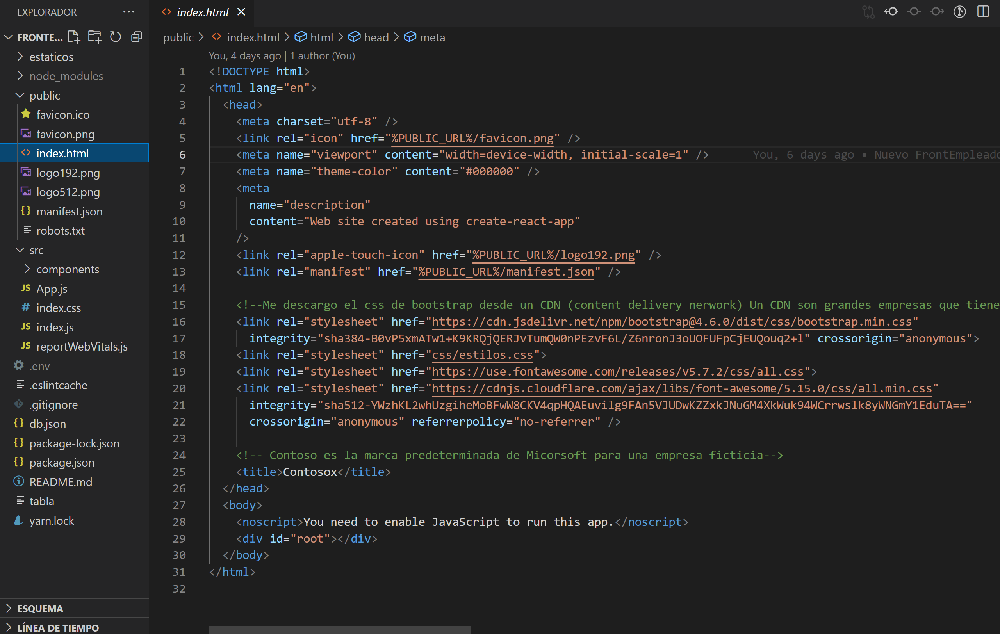 EXPLORADOR
FRONTE...
estaticos
node_modules
public
favicon.ico
favicon.png
index.html
logo192.png
logo512.png
manifest.json
robots.txt
src
components
App.js
index.css
index.js
reportWebVitals.js
.env
.eslintcache
.gitignore
db.json
package-lock.json
package.json
README.md
tabla
yarn.lock
ESQUEMA
LÍNEA DE TIEMPO
index.html
public > index.html > html > head > meta
You, 4 days ago | 1 author (You)
1 <!DOCTYPE html>
2 <html lang="en">
3 <head>
4 <meta charset="utf-8" />
5 <link rel="icon" href="%PUBLIC_URL%/favicon.png" />
6 <meta name="viewport" content="width=device-width, initial-scale=1" /> You, 6 days ago • Nuevo FrontEmplead
7 <meta name="theme-color" content="#000000" />
8 <meta
9 name="description"
10 content="Web site created using create-react-app"
11 />
12 <link rel="apple-touch-icon" href="%PUBLIC_URL%/logo192.png" />
13 <link rel="manifest" href="%PUBLIC_URL%/manifest.json" />
14
15 <!--Me descargo el css de bootstrap desde un CDN (content delivery nerwork) Un CDN son grandes empresas que tiene
16 <link rel="stylesheet" href="https://cdn.jsdelivr.net/npm/bootstrap@4.6.0/dist/css/bootstrap.min.css"
17 integrity="sha384-B0vP5xmATw1+K9KRQjQERJvTumQW0nPEzvF6L/Z6nronJ3oUOFUFpCjEUQouq2+l" crossorigin="anonymous">
18 <link rel="stylesheet" href="css/estilos.css">
19 <link rel="stylesheet" href="https://use.fontawesome.com/releases/v5.7.2/css/all.css">
20 <link rel="stylesheet" href="https://cdnjs.cloudflare.com/ajax/libs/font-awesome/5.15.0/css/all.min.css"
21 integrity="sha512-YWzhKL2whUzgiheMoBFwW8CKV4qpHQAEuvilg9FAn5VJUDwKZZxkJNuGM4XkWuk94WCrrwslk8yWNGmY1EduTA=="
22 crossorigin="anonymous" referrerpolicy="no-referrer" />
23
24 <!-- Contoso es la marca predeterminada de Micorsoft para una empresa ficticia-->
25 <title>Contosox</title>
26 </head>
27 <body>
28 <noscript>You need to enable JavaScript to run this app.</noscript>
29 <div id="root"></div>
30 </body>
31 </html>
32